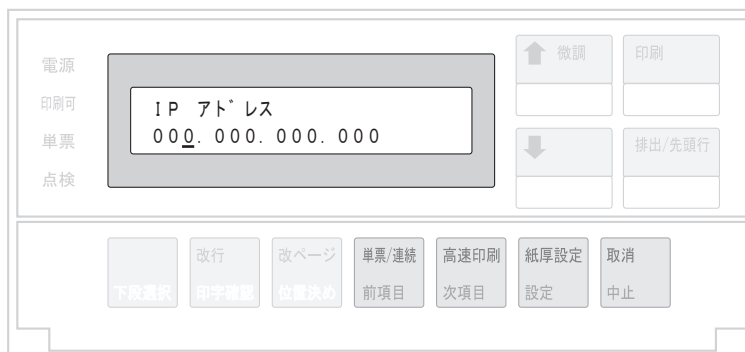 電源
印刷可
単票
点検
IP アドレス
000.000.000.000
微調
印刷
排出/先頭行
下段選択
改行
印字確認
改ページ
位置決め
単票/連続
前項目
高速印刷
次項目
紙厚設定
設定
取消
中止